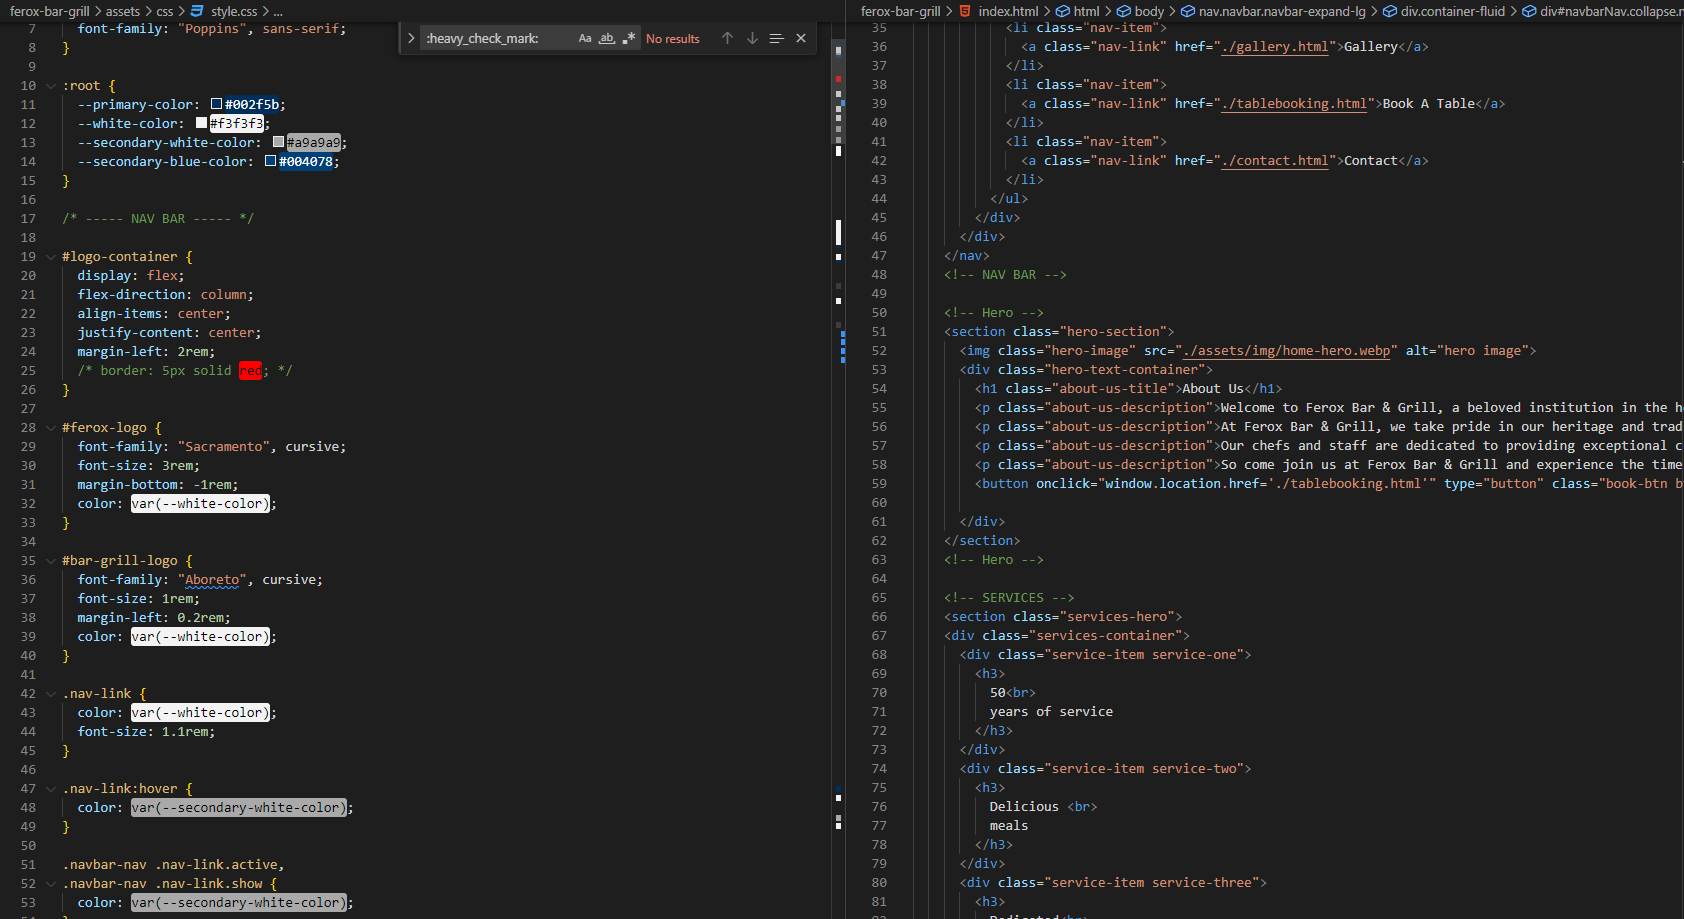 ferox-bar-grill > assets > css > style.css > ...
:heavy_check_mark:
Aa ab .*
No results
7 font-family: "Poppins", sans-serif;
8 }
9
10 :root {
11 --primary-color: #002f5b;
12 --white-color: #f3f3f3;
13 --secondary-white-color: #a9a9a9;
14 --secondary-blue-color: #004078;
15 }
16
17 /* ----- NAV BAR ----- */
18
19 #logo-container {
20 display: flex;
21 flex-direction: column;
22 align-items: center;
23 justify-content: center;
24 margin-left: 2rem;
25 /* border: 5px solid red; */
26 }
27
28 #ferox-logo {
29 font-family: "Sacramento", cursive;
30 font-size: 3rem;
31 margin-bottom: -1rem;
32 color: var(--white-color);
33 }
34
35 #bar-grill-logo {
36 font-family: "Aboreto", cursive;
37 font-size: 1rem;
38 margin-left: 0.2rem;
39 color: var(--white-color);
40 }
41
42 .nav-link {
43 color: var(--white-color);
44 font-size: 1.1rem;
45 }
46
47 .nav-link:hover {
48 color: var(--secondary-white-color);
49 }
50
51 .navbar-nav .nav-link.active,
52 .navbar-nav .nav-link.show {
53 color: var(--secondary-white-color);
ferox-bar-grill > index.html > html > body > nav.navbar.navbar-expand-lg > div.container-fluid > div#navbarNav.collapse.n
35 <li class="nav-item">
36 <a class="nav-link" href="./gallery.html">Gallery</a>
37 </li>
38 <li class="nav-item">
39 <a class="nav-link" href="./tablebooking.html">Book A Table</a>
40 </li>
41 <li class="nav-item">
42 <a class="nav-link" href="./contact.html">Contact</a>
43 </li>
44 </ul>
45 </div>
46 </div>
47 </nav>
48 <!-- NAV BAR -->
49
50 <!-- Hero -->
51 <section class="hero-section">
52 <img class="hero-image" src="./assets/img/home-hero.webp" alt="hero image">
53 <div class="hero-text-container">
54 <h1 class="about-us-title">About Us</h1>
55 <p class="about-us-description">Welcome to Ferox Bar & Grill, a beloved institution in the h
56 <p class="about-us-description">At Ferox Bar & Grill, we take pride in our heritage and trad
57 <p class="about-us-description">Our chefs and staff are dedicated to providing exceptional c
58 <p class="about-us-description">So come join us at Ferox Bar & Grill and experience the time
59 <button onclick="window.location.href='./tablebooking.html'" type="button" class="book-btn b
60
61 </div>
62 </section>
63 <!-- Hero -->
64
65 <!-- SERVICES -->
66 <section class="services-hero">
67 <div class="services-container">
68 <div class="service-item service-one">
69 <h3>
70 50<br>
71 years of service
72 </h3>
73 </div>
74 <div class="service-item service-two">
75 <h3>
76 Delicious <br>
77 meals
78 </h3>
79 </div>
80 <div class="service-item service-three">
81 <h3>
82 Dedicated<br>